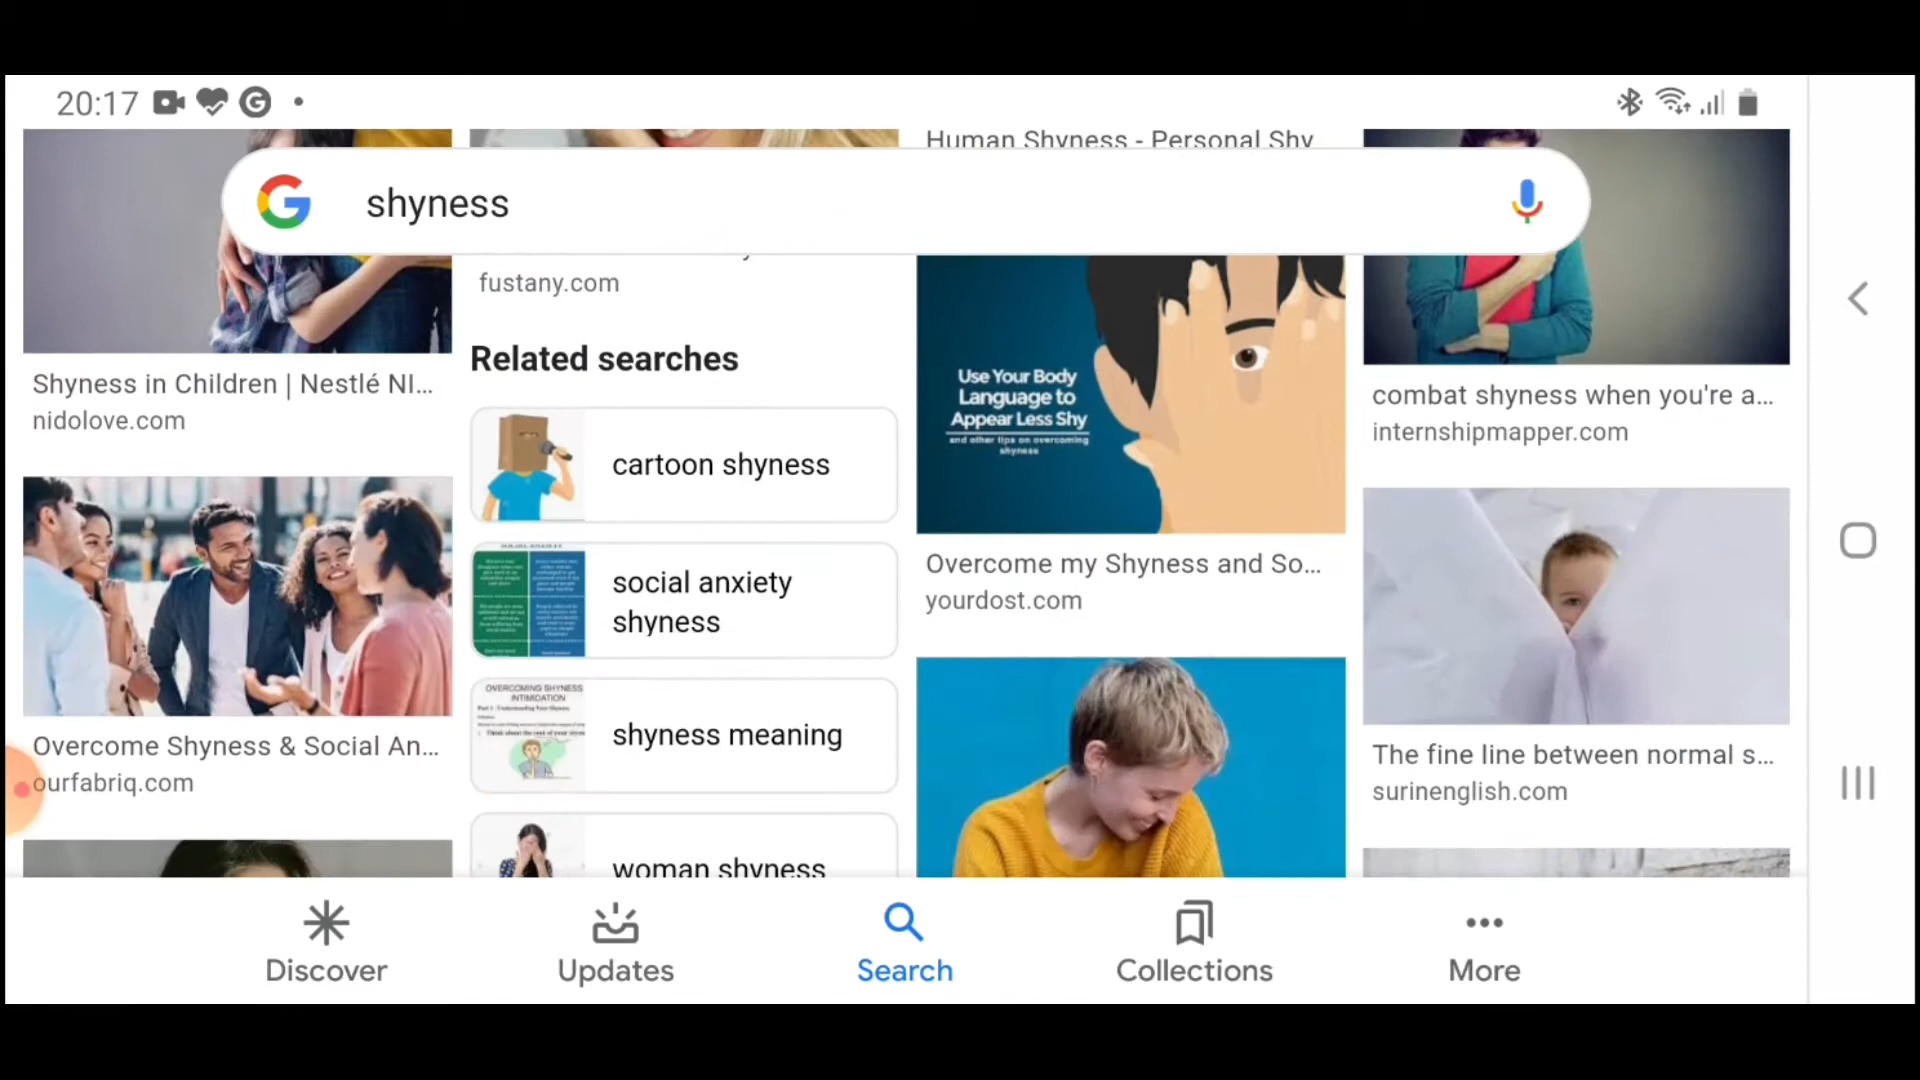 20:17
Human Shyness - Personal Shy
shyness
fustany.com
Shyness in Children | Nestlé NI...
nidolove.com
Overcome Shyness & Social An...
ourfabriq.com
Related searches
cartoon shyness
social anxiety
shyness
OVERCOMING SHYNESS
INTIMIDATION
shyness meaning
woman shyness
Use Your Body
Language to
Appear Less Shy
and other tips on overcoming
shyness
Overcome my Shyness and So...
yourdost.com
combat shyness when you're a...
internshipmapper.com
The fine line between normal s...
surinenglish.com
Discover
Updates
Search
Collections
More